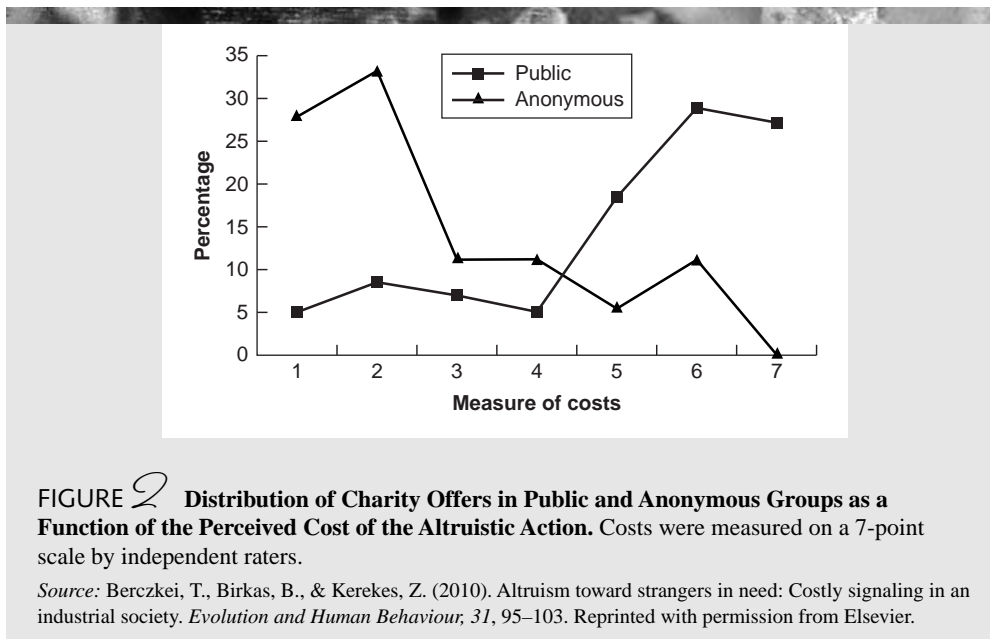 35
30
25
20
15
10
5
0
Percentage
Public
Anonymous
1 2 3 4 5 6 7
Measure of costs
FIGURE 2 Distribution of Charity Offers in Public and Anonymous Groups as a
Function of the Perceived Cost of the Altruistic Action. Costs were measured on a 7-point
scale by independent raters.
Source: Berczkei, T., Birkas, B., & Kerekes, Z. (2010). Altruism toward strangers in need: Costly signaling in an
industrial society. Evolution and Human Behaviour, 31, 95–103. Reprinted with permission from Elsevier.